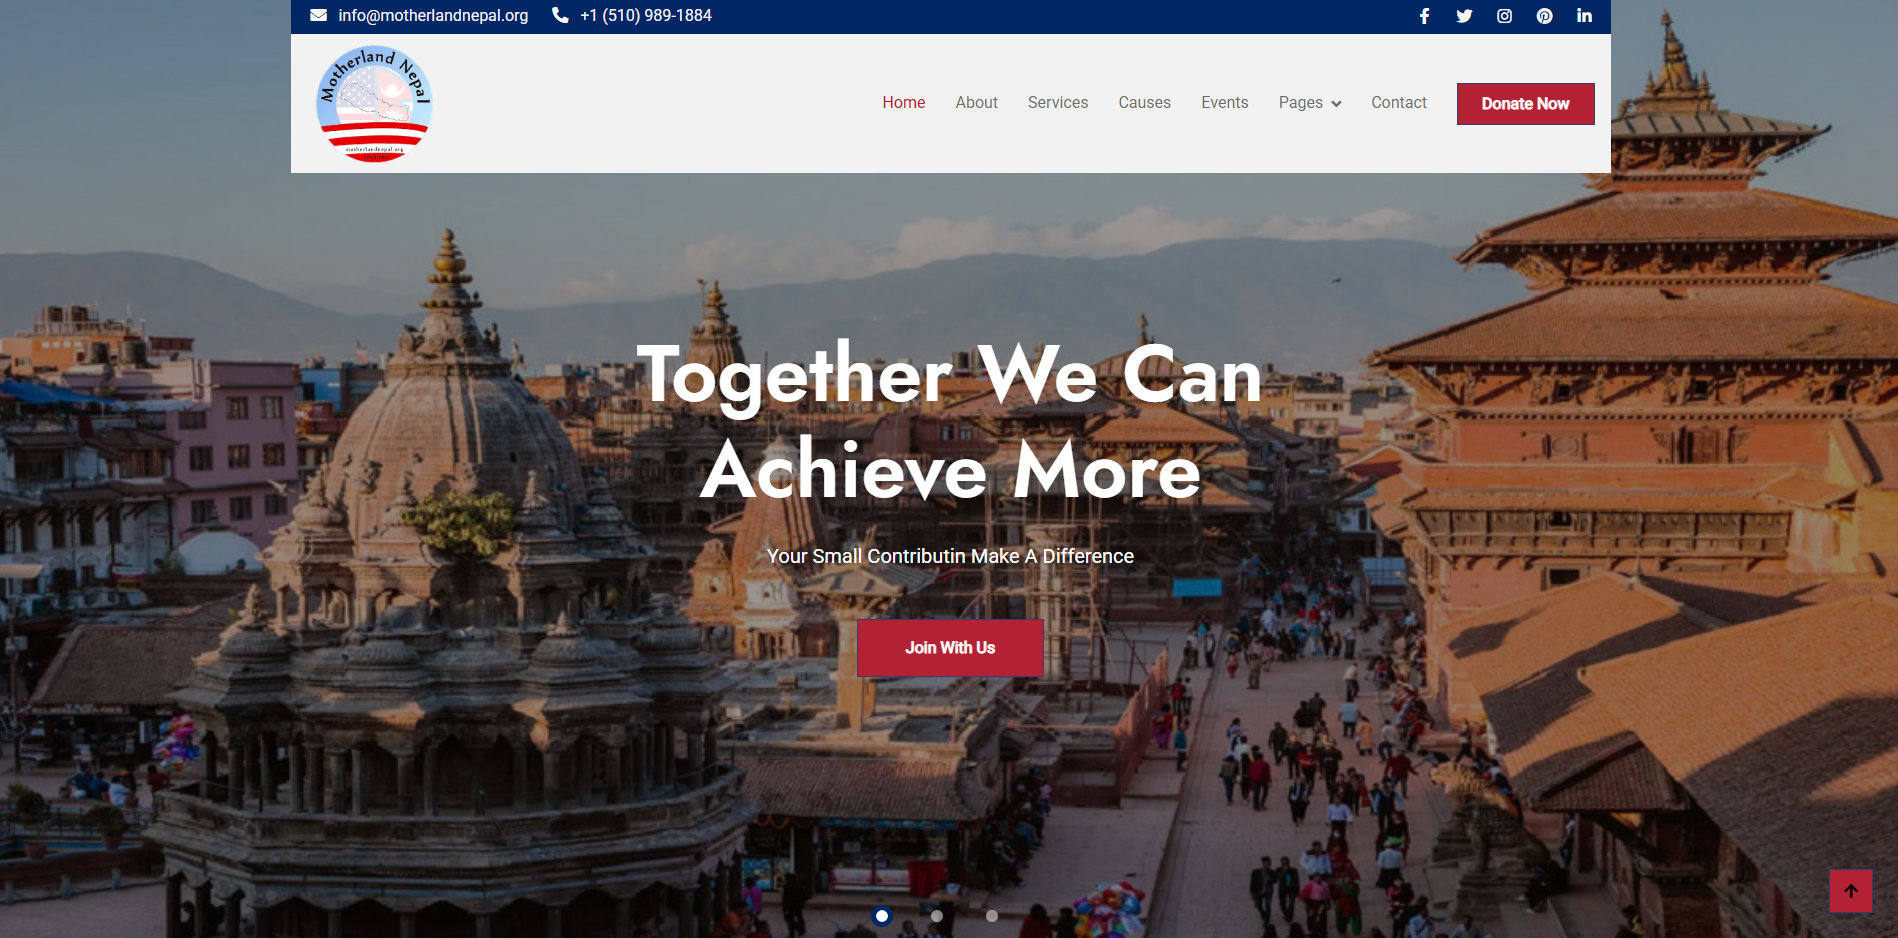 info@motherlandnepal.org +1 (510) 989-1884
Motherland Nepal
motherlandnepal.org
Home About Services Causes Events Pages Contact Donate Now
Together We Can
Achieve More
Your Small Contributin Make A Difference
Join With Us